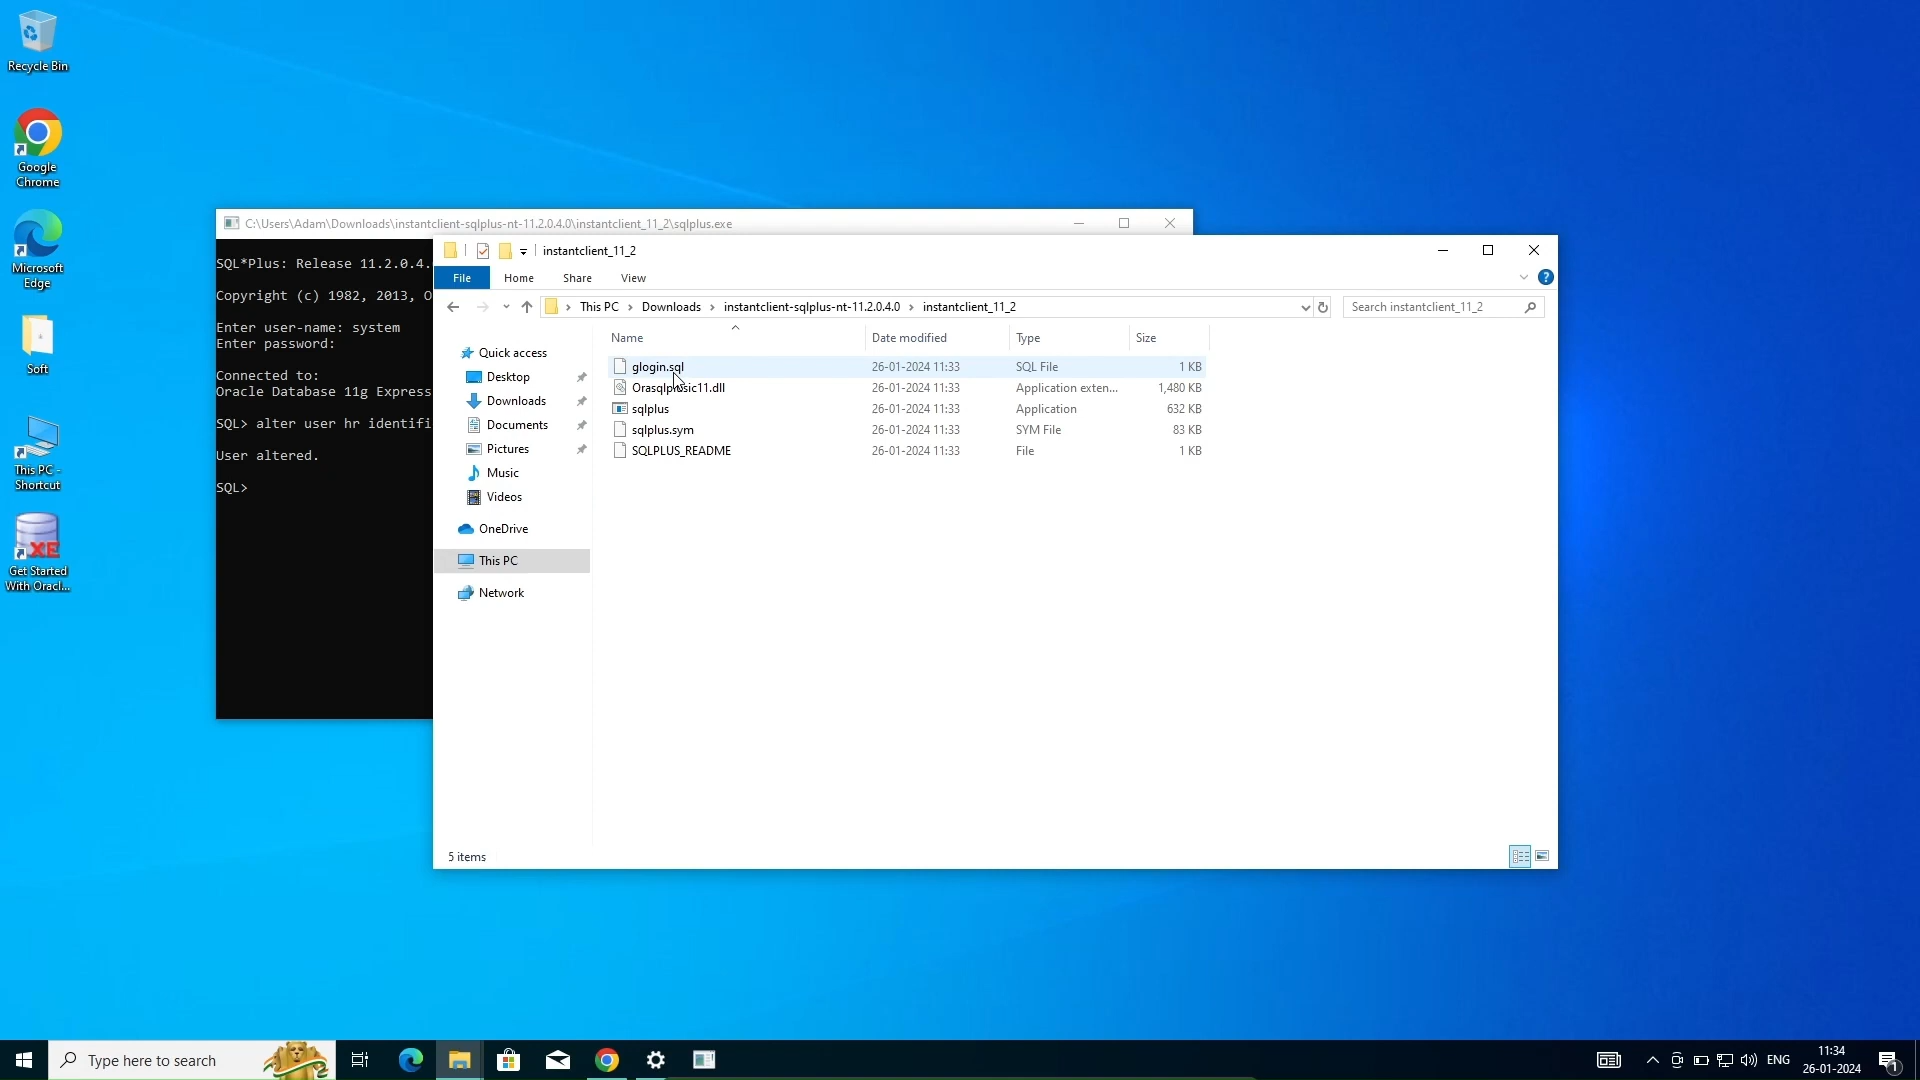 Recycle Bin
Google
Chrome
Microsoft
Edge
Soft
This PC -
Shortcut
XE
Get Started
With Oracl...
C:\Users\Adam\Downloads\instantclient-sqlplus-nt-11.2.0.4.0\instantclient_11_2\sqlplus.exe
SQL*Plus: Release 11.2.0.4.
Copyright (c) 1982, 2013, O
Enter user-name: system
Enter password:
Connected to:
Oracle Database 11g Express
SQL> alter user hr identifi
User altered.
SQL>
instantclient_11_2
File Home Share View
This PC Downloads instantclient-sqlplus-nt-11.2.0.4.0 instantclient_11_2
Search instantclient_11_2
Quick access
Desktop
Downloads
Documents
Pictures
Music
Videos
OneDrive
This PC
Network
Name Date modified Type Size
glogin.sql 26-01-2024 11:33 SQL File 1 KB
Orasqlplusic11.dll 26-01-2024 11:33 Application exten... 1,480 KB
sqlplus 26-01-2024 11:33 Application 632 KB
sqlplus.sym 26-01-2024 11:33 SYM File 83 KB
SQLPLUS_README 26-01-2024 11:33 File 1 KB
5 items
Type here to search
ENG
11:34
26-01-2024
1